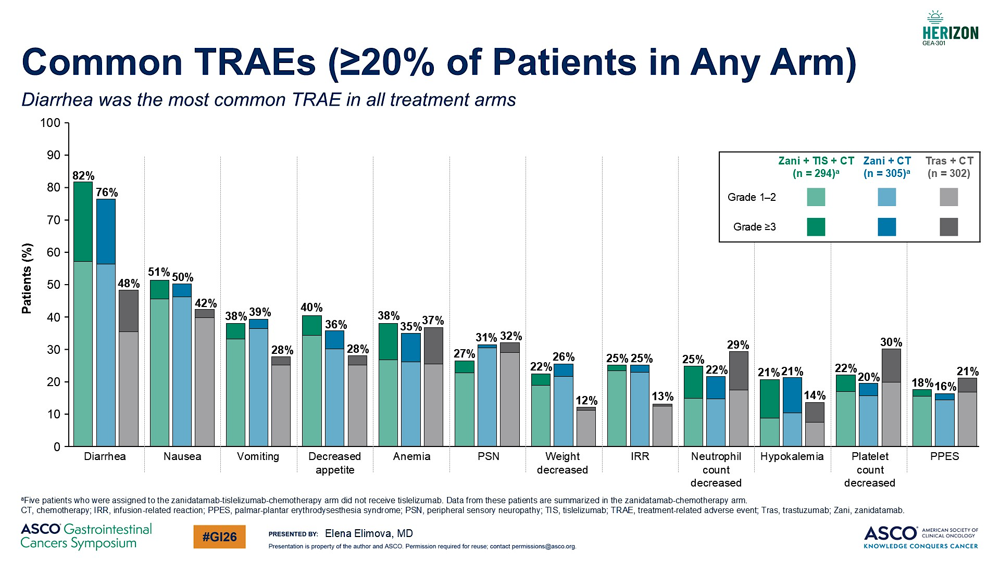 HERIZON
GEA-301
Common TRAEs (≥20% of Patients in Any Arm)
Diarrhea was the most common TRAE in all treatment arms
Patients (%)
100
90
80
70
60
50
40
30
20
10
0
Zani + TIS + CT
(n = 294)ᵃ
Zani + CT
(n = 305)ᵃ
Tras + CT
(n = 302)
Grade 1–2
Grade ≥3
82%
76%
48%
51%
50%
42%
38%
39%
28%
40%
36%
28%
38%
35%
37%
27%
31%
32%
22%
26%
12%
25%
25%
13%
25%
22%
29%
21%
21%
14%
22%
20%
30%
18%
16%
21%
Diarrhea
Nausea
Vomiting
Decreased
appetite
Anemia
PSN
Weight
decreased
IRR
Neutrophil
count
decreased
Hypokalemia
Platelet
count
decreased
PPES
ᵃFive patients who were assigned to the zanidatamab-tislelizumab-chemotherapy arm did not receive tislelizumab. Data from these patients are summarized in the zanidatamab-chemotherapy arm.
CT, chemotherapy; IRR, infusion-related reaction; PPES, palmar-plantar erythrodysesthesia syndrome; PSN, peripheral sensory neuropathy; TIS, tislelizumab; TRAE, treatment-related adverse event; Tras, trastuzumab; Zani, zanidatamab.
ASCO Gastrointestinal
Cancers Symposium
#GI26
PRESENTED BY: Elena Elimova, MD
Presentation is property of the author and ASCO. Permission required for reuse; contact permissions@asco.org.
ASCO AMERICAN SOCIETY OF
CLINICAL ONCOLOGY
KNOWLEDGE CONQUERS CANCER